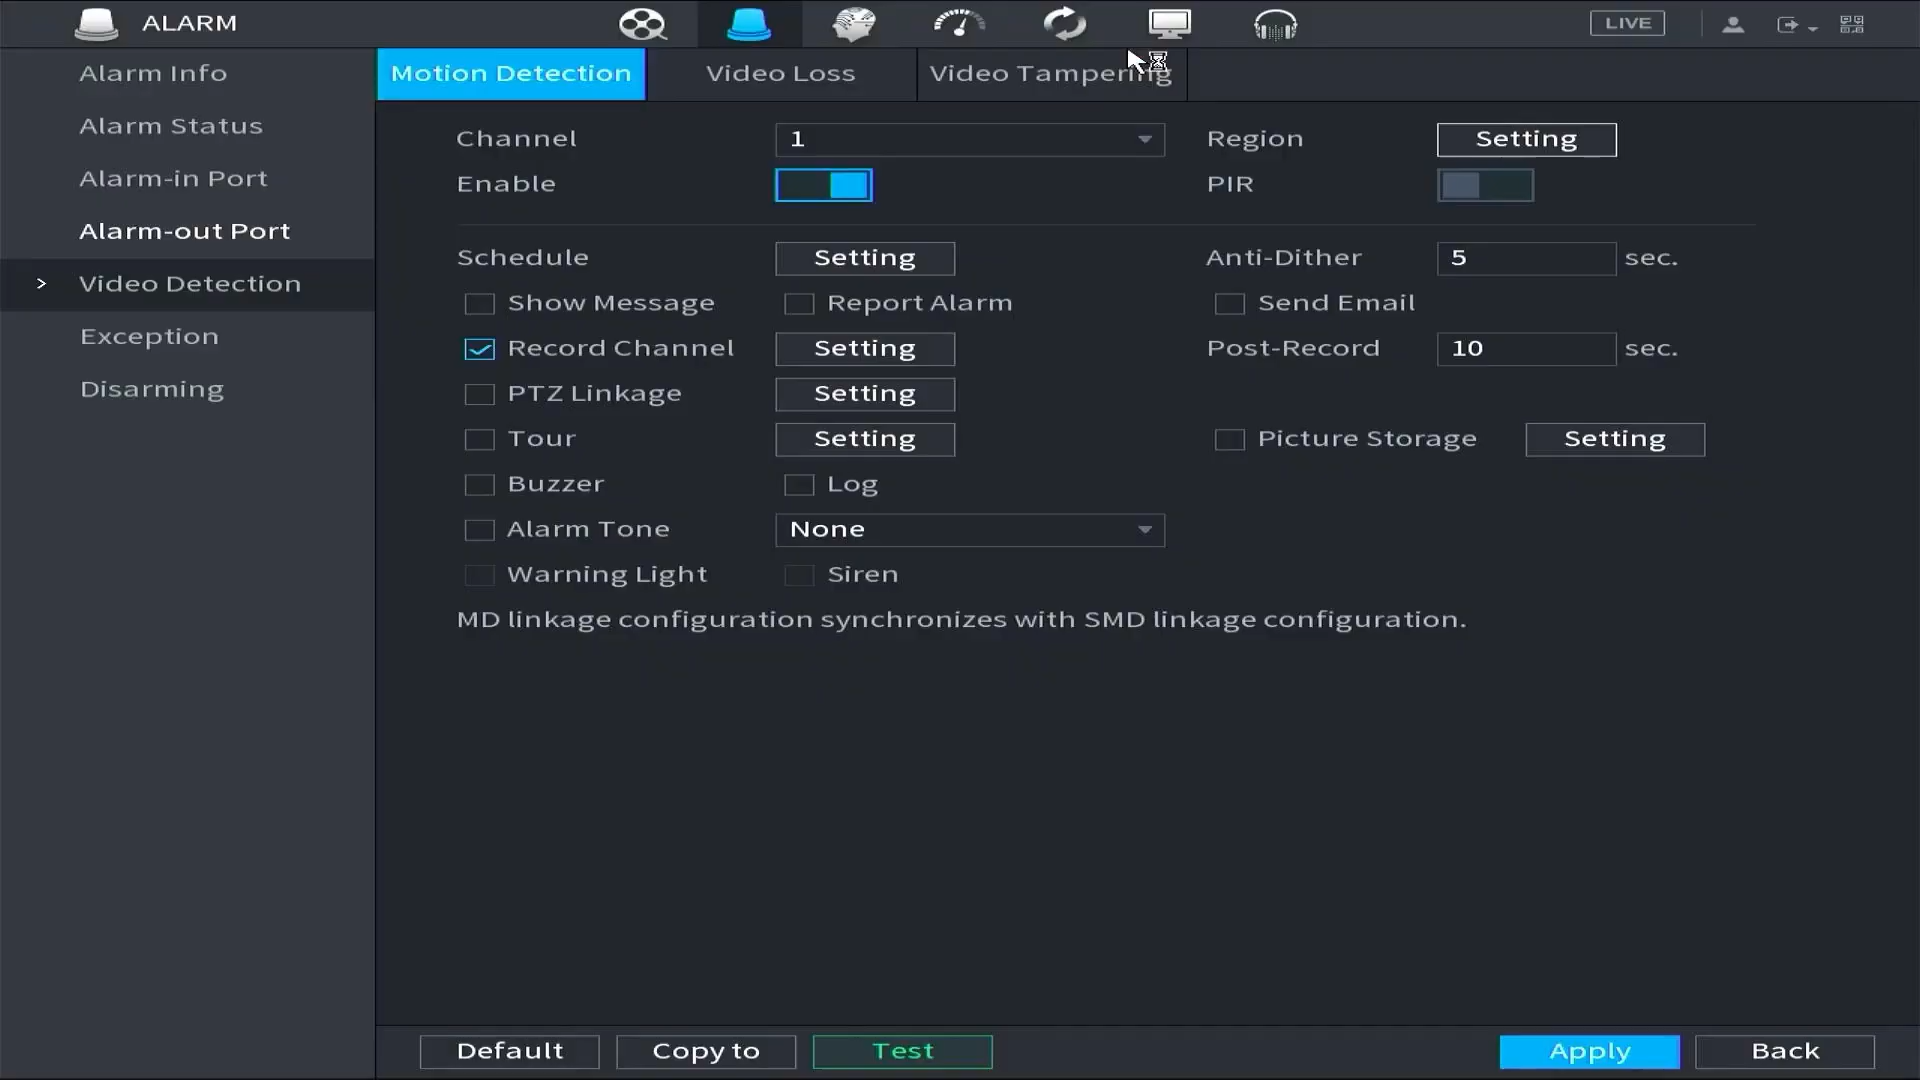 ALARM
LIVE
Alarm Info
Alarm Status
Alarm-in Port
Alarm-out Port
> Video Detection
Exception
Disarming
Motion Detection Video Loss Video Tampering
Channel 1 Region Setting
Enable PIR
Schedule Setting Anti-Dither 5 sec.
Show Message Report Alarm Send Email
Record Channel Setting Post-Record 10 sec.
PTZ Linkage Setting
Tour Setting Picture Storage Setting
Buzzer Log
Alarm Tone None
Warning Light Siren
MD linkage configuration synchronizes with SMD linkage configuration.
Default Copy to Test Apply Back